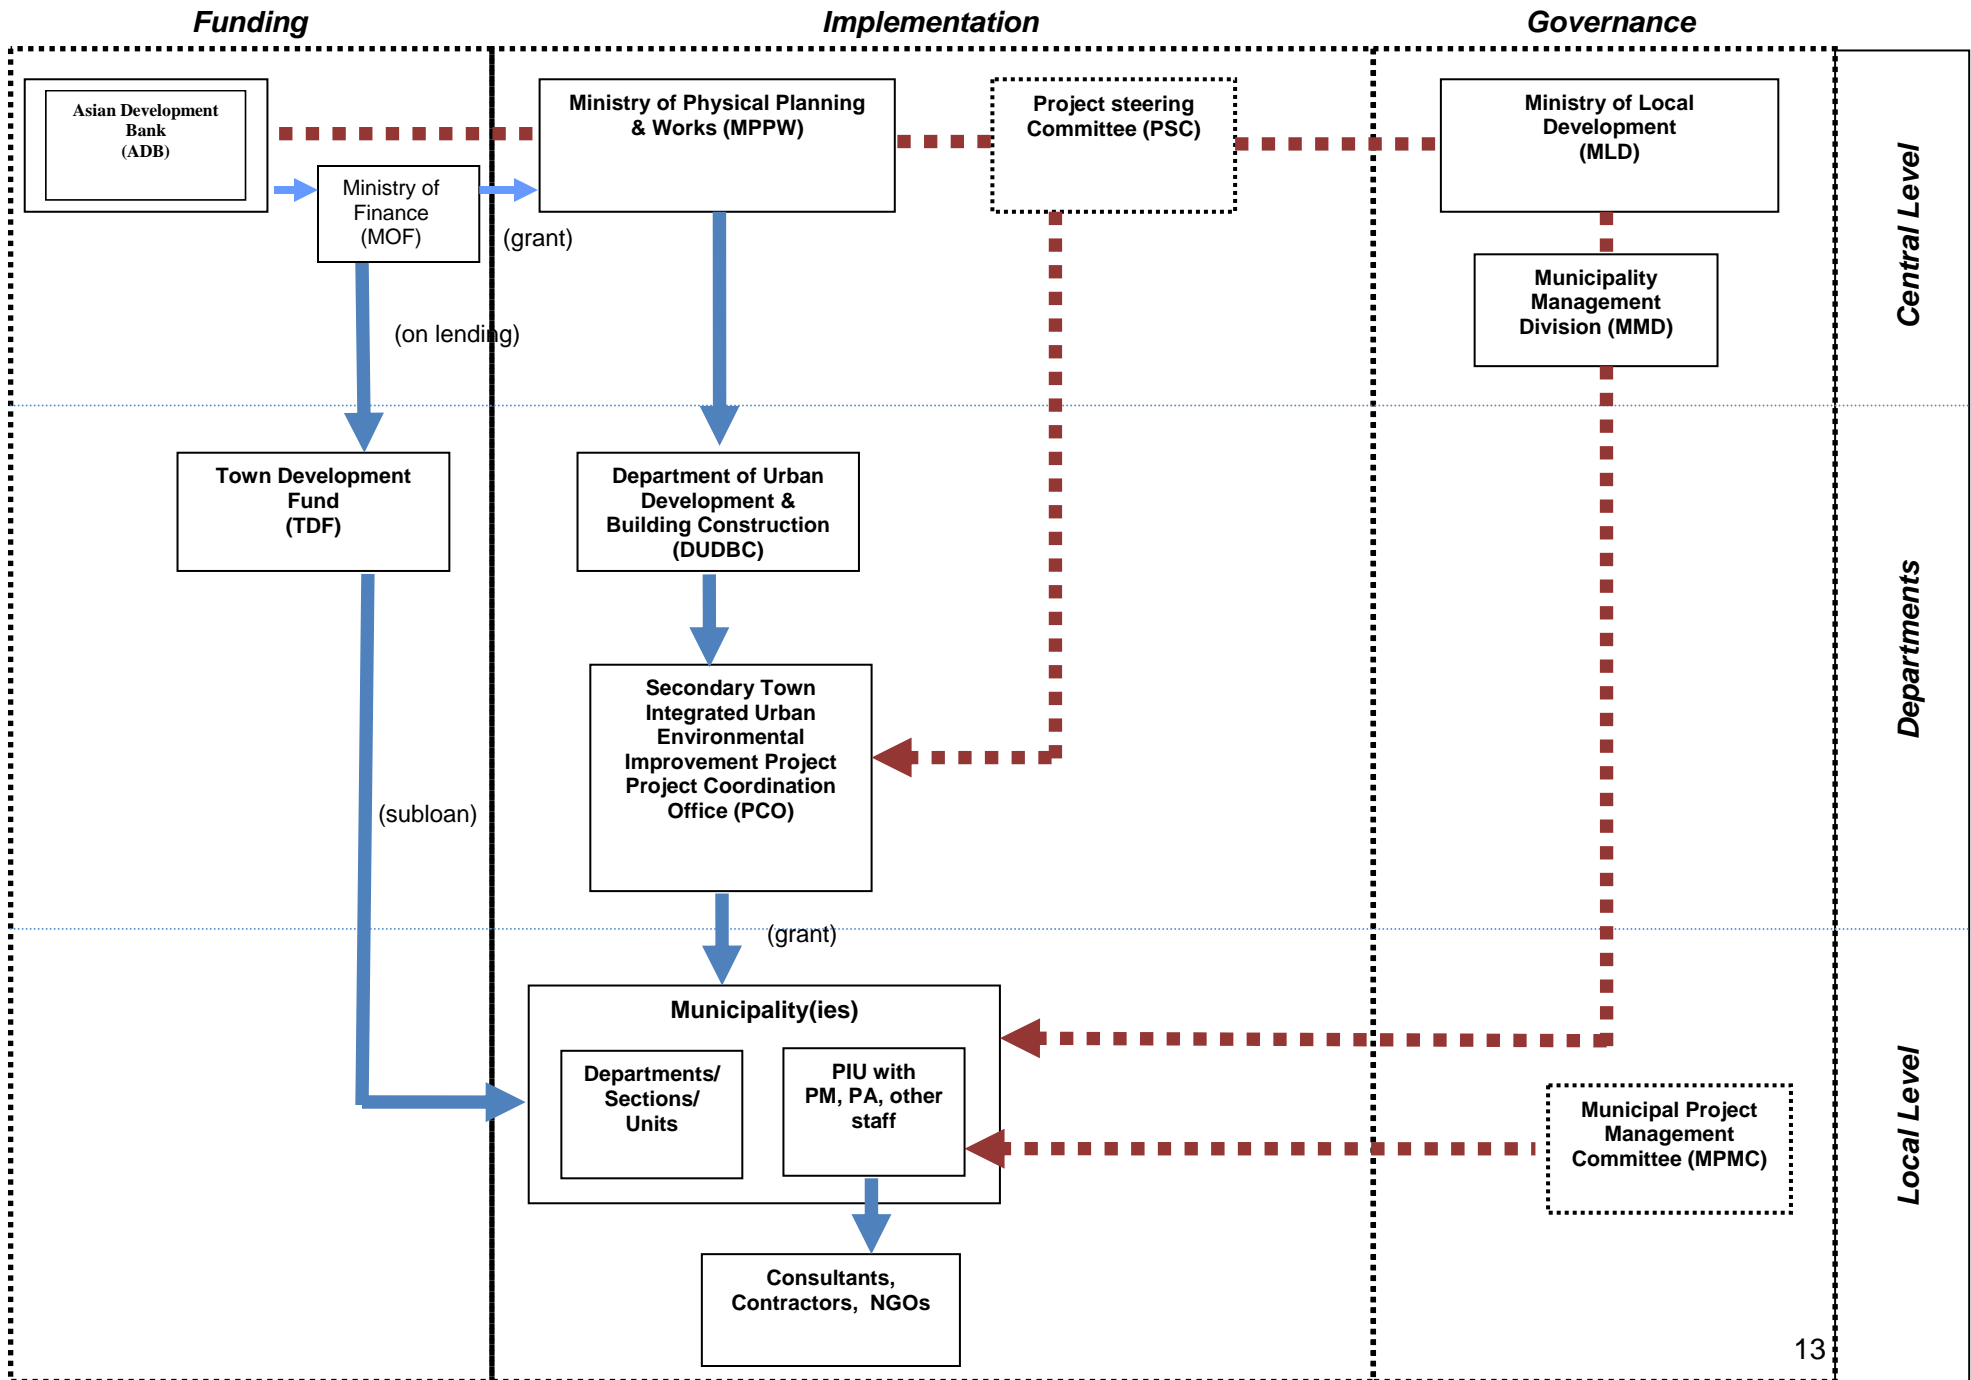 Funding
Implementation
Governance
Asian Development
Bank
(ADB)
Ministry of
Finance
(MOF)
(grant)
Ministry of Physical Planning
& Works (MPPW)
Project steering
Committee (PSC)
Ministry of Local
Development
(MLD)
Municipality
Management
Division (MMD)
Central Level
(on lending)
Town Development
Fund
(TDF)
Department of Urban
Development &
Building Construction
(DUDBC)
Secondary Town
Integrated Urban
Environmental
Improvement Project
Project Coordination
Office (PCO)
Departments
(subloan)
(grant)
Municipality(ies)
Departments/
Sections/
Units
PIU with
PM, PA, other
staff
Municipal Project
Management
Committee (MPMC)
Local Level
Consultants,
Contractors, NGOs
13